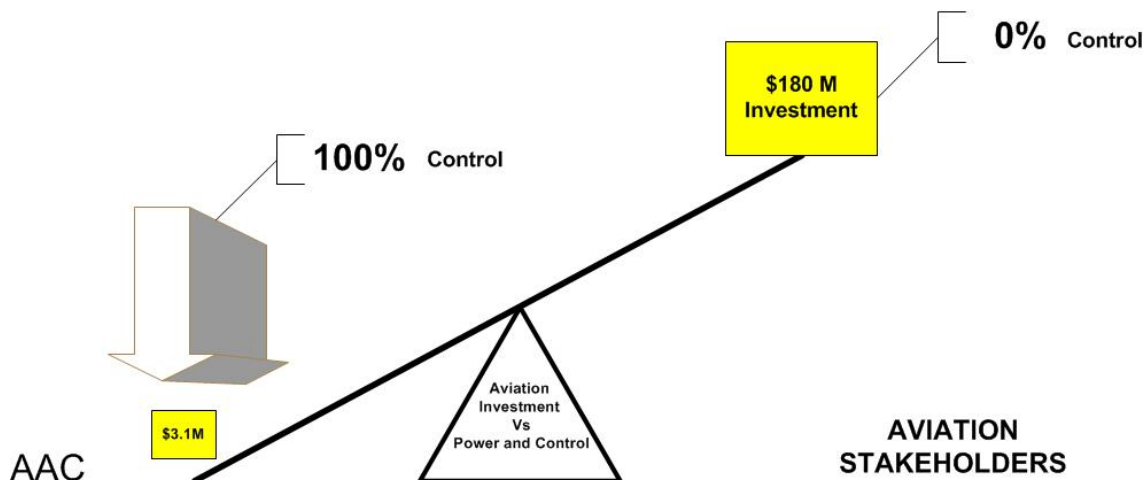 0% Control
$180 M
Investment
100% Control
Aviation
Investment
Vs
Power and Control
$3.1M
AAC
AVIATION
STAKEHOLDERS